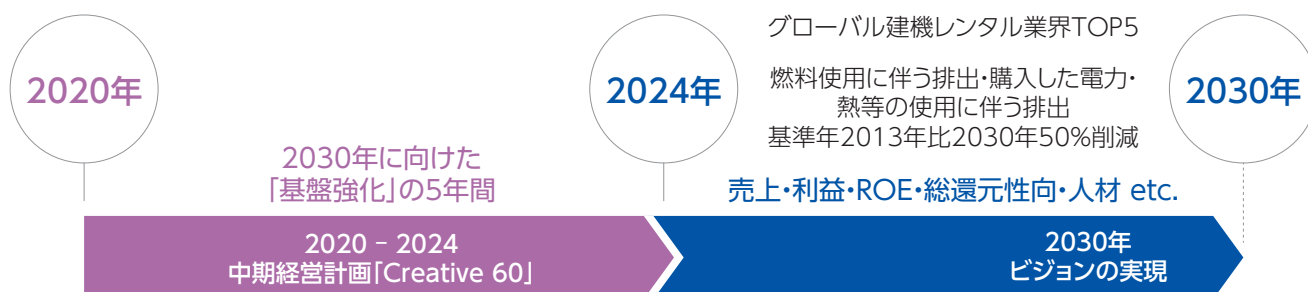 2020年
2030年に向けた
「基盤強化」の5年間
2020 – 2024
中期経営計画「Creative 60」
2024年
グローバル建機レンタル業界TOP5
燃料使用に伴う排出・購入した電力・
熱等の使用に伴う排出
基準年2013年比2030年50%削減
売上・利益・ROE・総還元性向・人材 etc.
2030年
ビジョンの実現
2030年